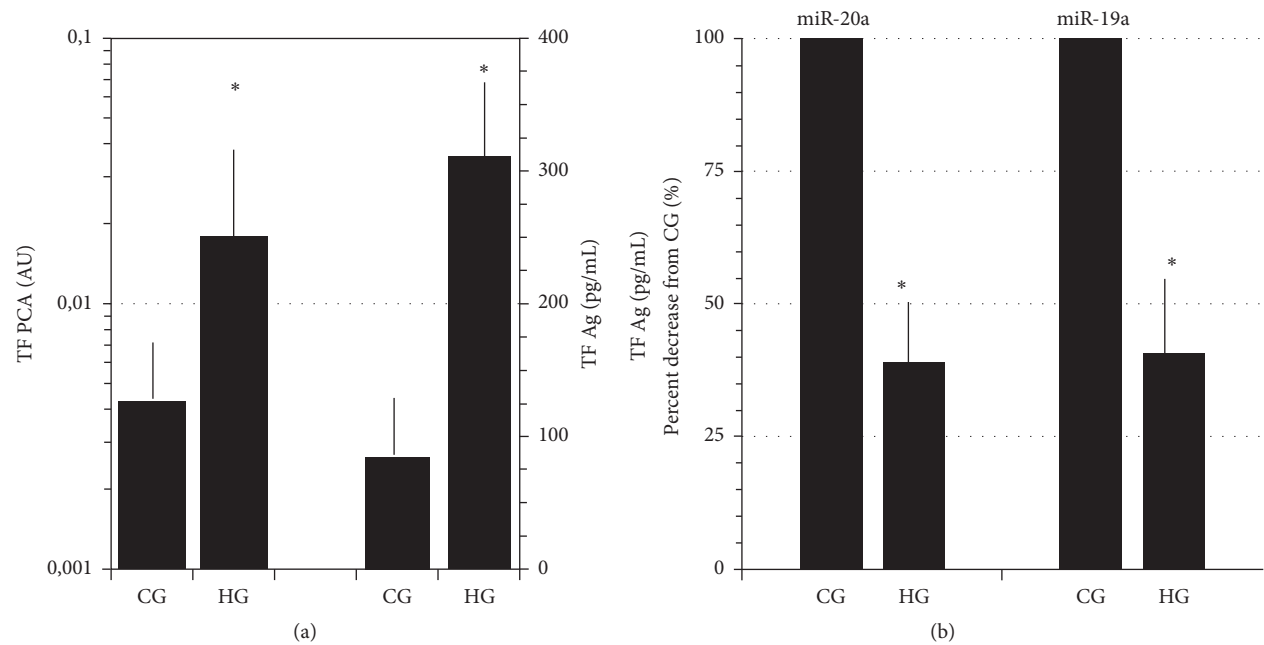 TF PCA (AU)
0,1
0,01
0,001
*
*
400
300
200
100
0
TF Ag (pg/mL)
CG
HG
CG
HG
(a)
TF Ag (pg/mL)
Percent decrease from CG (%)
miR-20a
miR-19a
100
75
50
25
0
*
*
CG
HG
CG
HG
(b)